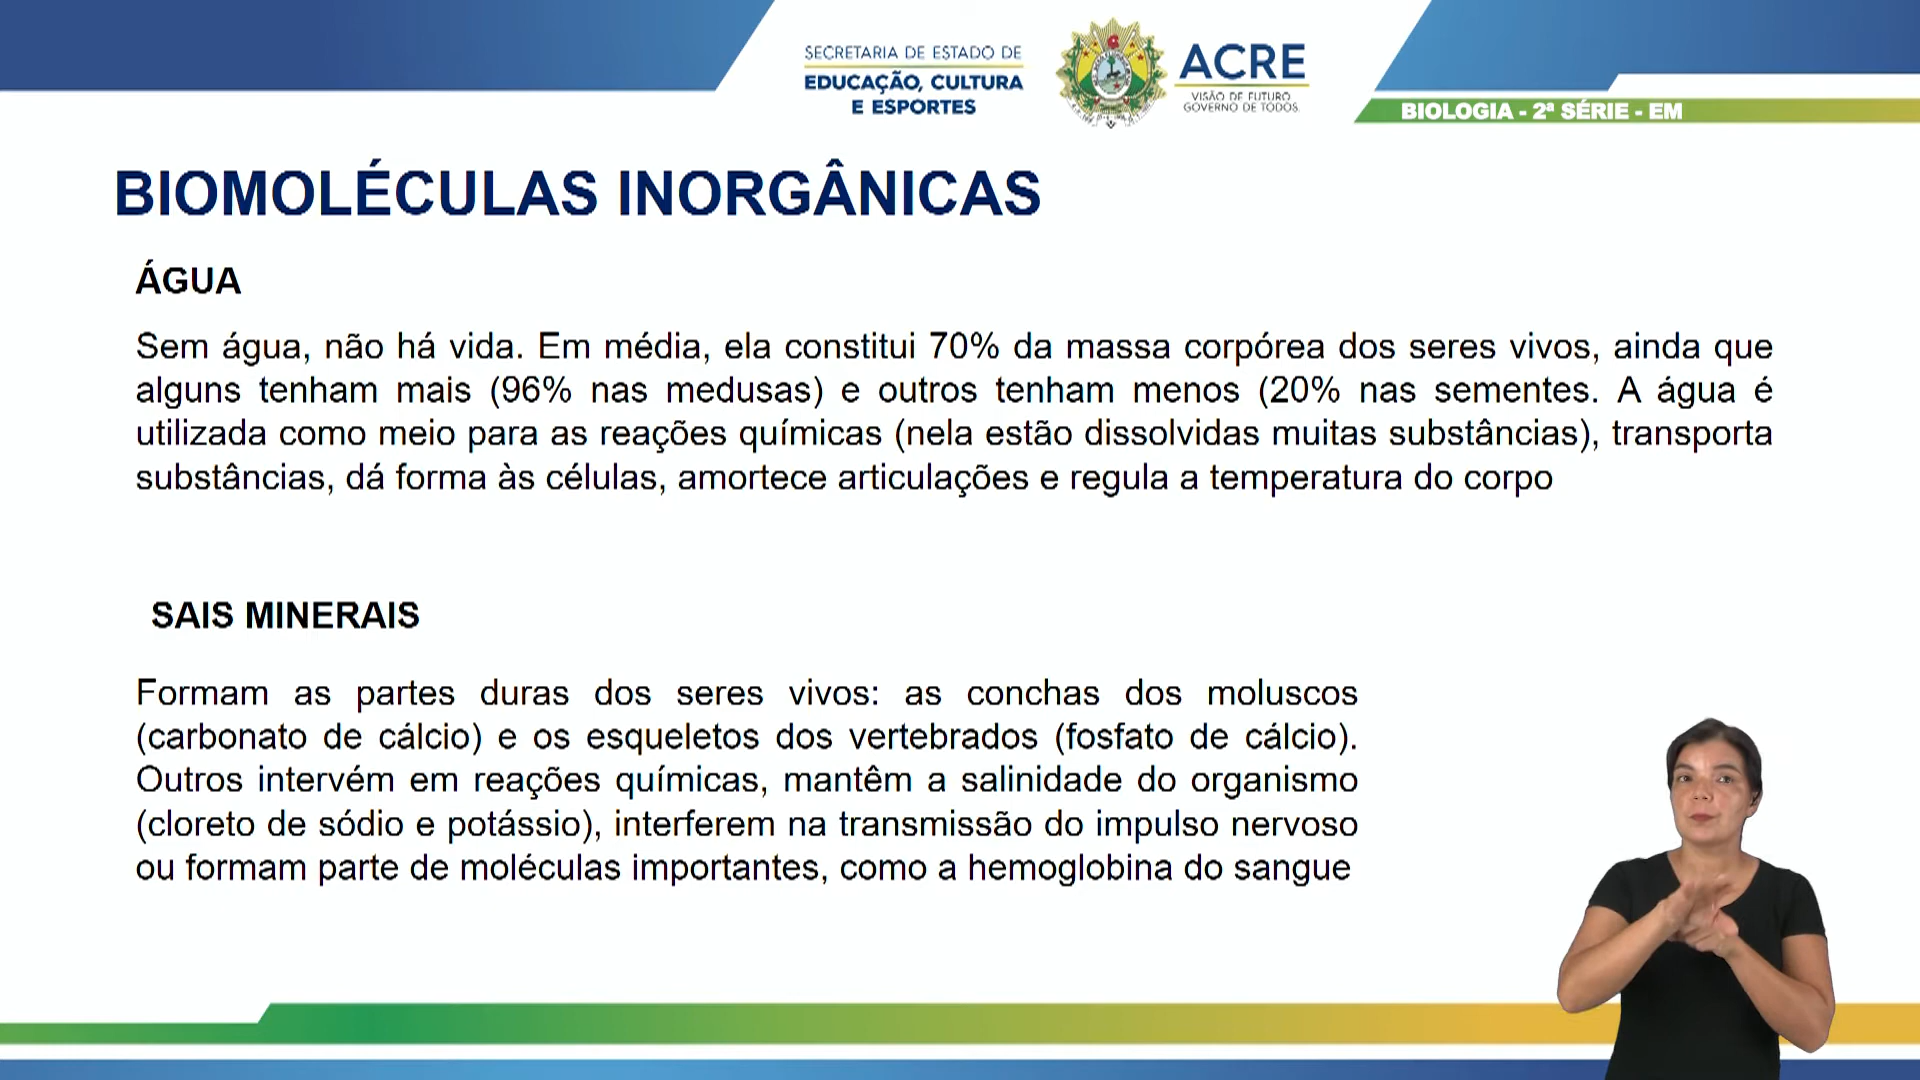 SECRETARIA DE ESTADO DE
EDUCAÇÃO, CULTURA
E ESPORTES
ACRE
VISÃO DE FUTURO
GOVERNO DE TODOS.
BIOLOGIA - 2ª SÉRIE - EM
BIOMOLÉCULAS INORGÂNICAS
ÁGUA
Sem água, não há vida. Em média, ela constitui 70% da massa corpórea dos seres vivos, ainda que
alguns tenham mais (96% nas medusas) e outros tenham menos (20% nas sementes. A água é
utilizada como meio para as reações químicas (nela estão dissolvidas muitas substâncias), transporta
substâncias, dá forma às células, amortece articulações e regula a temperatura do corpo
SAIS MINERAIS
Formam as partes duras dos seres vivos: as conchas dos moluscos
(carbonato de cálcio) e os esqueletos dos vertebrados (fosfato de cálcio).
Outros intervém em reações químicas, mantêm a salinidade do organismo
(cloreto de sódio e potássio), interferem na transmissão do impulso nervoso
ou formam parte de moléculas importantes, como a hemoglobina do sangue